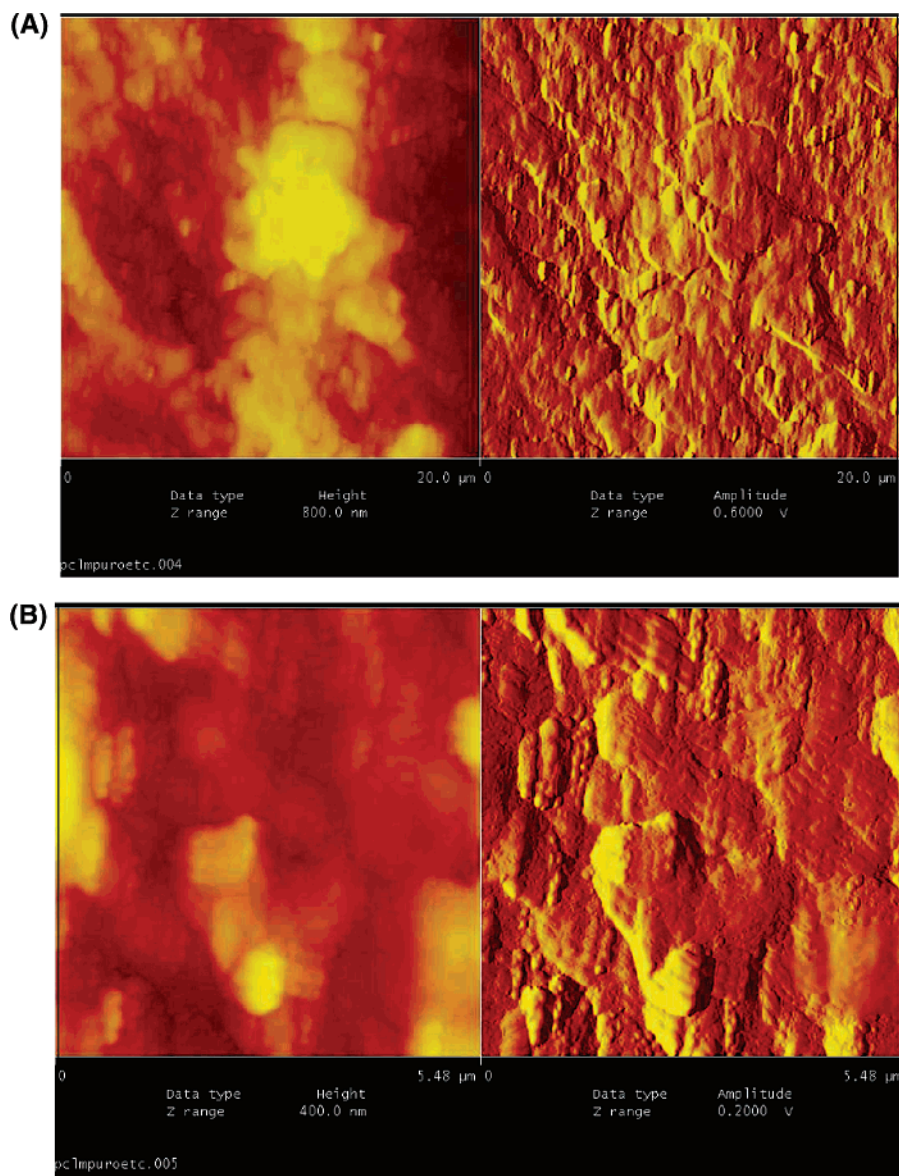 (A)
0 20.0 µm 0 20.0 µm
Data type Height Data type Amplitude
Z range 800.0 nm Z range 0.6000 V
pclmpuroetc.004
(B)
0 5.48 µm 0 5.48 µm
Data type Height Data type Amplitude
Z range 400.0 nm Z range 0.2000 V
pclmpuroetc.005